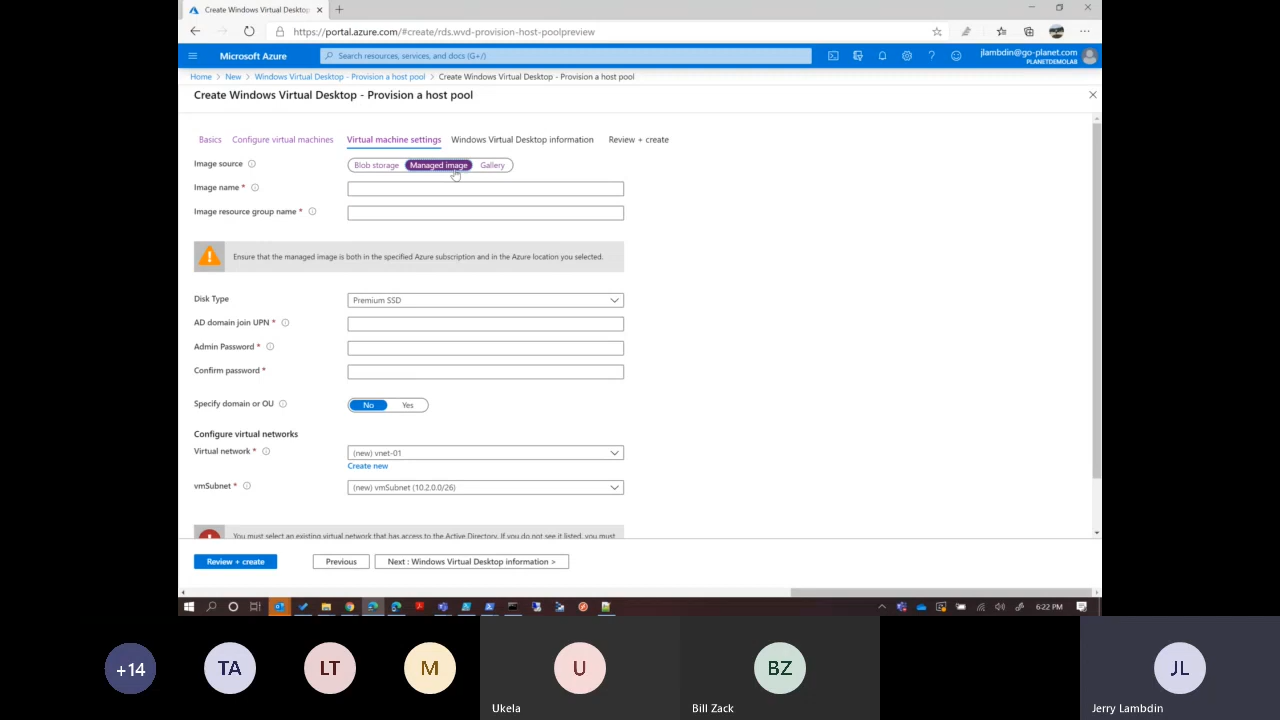 Create Windows Virtual Desktop
https://portal.azure.com/#create/rds.wvd-provision-host-poolpreview
Microsoft Azure
Search resources, services, and docs (G+/)
jlambdin@go-planet.com
PLANETDEMOLAB
Home > New > Windows Virtual Desktop - Provision a host pool > Create Windows Virtual Desktop - Provision a host pool
Create Windows Virtual Desktop - Provision a host pool
Basics Configure virtual machines Virtual machine settings Windows Virtual Desktop information Review + create
Image source Blob storage Managed image Gallery
Image name *
Image resource group name *
Ensure that the managed image is both in the specified Azure subscription and in the Azure location you selected.
Disk Type Premium SSD
AD domain join UPN *
Admin Password *
Confirm password *
Specify domain or OU No Yes
Configure virtual networks
Virtual network * (new) vnet-01
Create new
vmSubnet * (new) vmSubnet (10.2.0.0/26)
You must select an existing virtual network that has access to the Active Directory. If you do not see it listed, you must
Review + create Previous Next : Windows Virtual Desktop information >
6:22 PM
+14 TA LT M U BZ JL
Ukela Bill Zack Jerry Lambdin